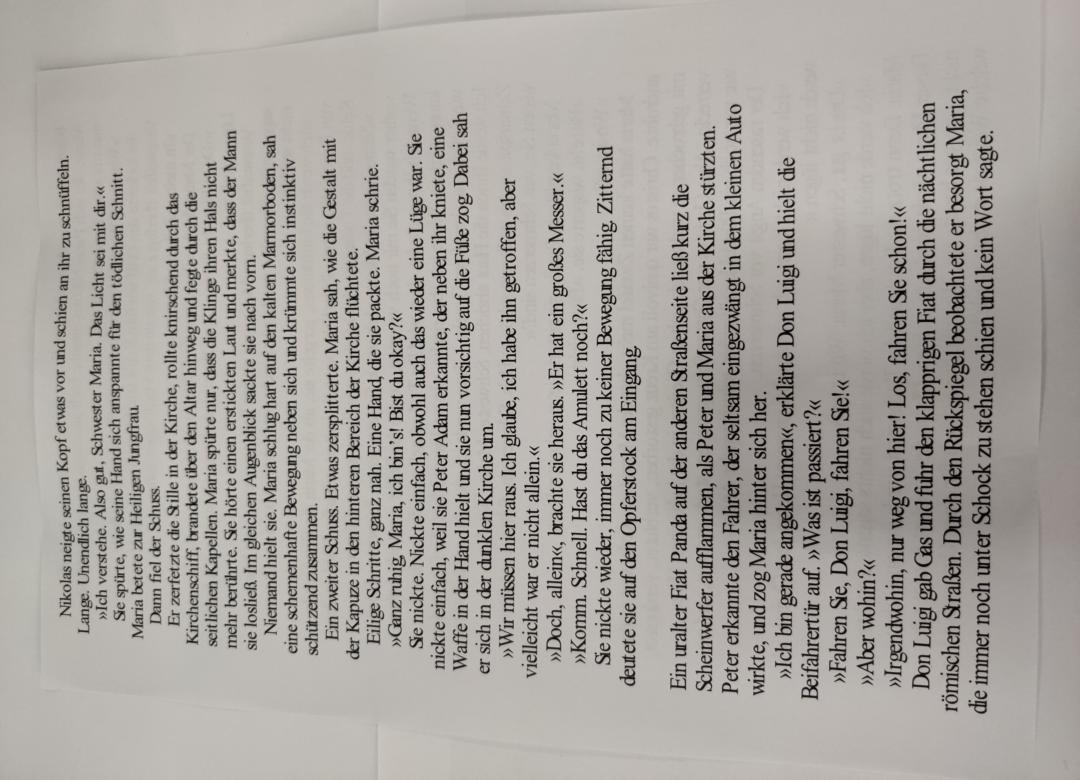 Nikolas neigte seinen Kopf etwas vor und schien an ihr zu schnüffeln.
Lange. Unendlich lange.
»Ich verstehe. Also gut, Schwester Maria. Das Licht sei mit dir.«
Sie spürte, wie seine Hand sich anspannte für den tödlichen Schnitt.
Maria betete zur Heiligen Jungfrau.
Dann fiel der Schuss.
Er zerfetzte die Stille in der Kirche, rollte knirschend durch das
Kirchenschiff, brandete über den Altar hinweg und fegte durch die
seitlichen Kapellen. Maria spürte nur, dass die Klinge ihren Hals nicht
mehr berührte. Sie hörte einen erstickten Laut und merkte, dass der Mann
sie losließ. Im gleichen Augenblick sackte sie nach vorn.
Niemand hielt sie. Maria schlug hart auf den kalten Marmorboden, sah
eine schemenhafte Bewegung neben sich und krümmte sich instinktiv
schützend zusammen.
Ein zweiter Schuss. Etwas zersplitterte. Maria sah, wie die Gestalt mit
der Kapuze in den hinteren Bereich der Kirche flüchtete.
Eilige Schritte, ganz nah. Eine Hand, die sie packte. Maria schrie.
»Ganz ruhig, Maria, ich bin's! Bist du okay?«
Sie nickte. Nickte einfach, obwohl auch das wieder eine Lüge war. Sie
nickte einfach, weil sie Peter Adam erkannte, der neben ihr kniete, eine
Waffe in der Hand hielt und sie nun vorsichtig auf die Füße zog. Dabei sah
er sich in der dunklen Kirche um.
»Wir müssen hier raus. Ich glaube, ich habe ihn getroffen, aber
vielleicht war er nicht allein.«
»Doch, allein«, brachte sie heraus. »Er hat ein großes Messer.«
»Komm. Schnell. Hast du das Amulett noch?«
Sie nickte wieder, immer noch zu keiner Bewegung fähig. Zitternd
deutete sie auf den Opferstock am Eingang.
Ein uralter Fiat Panda auf der anderen Straßenseite ließ kurz die
Scheinwerfer aufflammen, als Peter und Maria aus der Kirche stürzten.
Peter erkannte den Fahrer, der seltsam eingezwängt in dem kleinen Auto
wirkte, und zog Maria hinter sich her.
»Ich bin gerade angekommen«, erklärte Don Luigi und hielt die
Beifahrertür auf. »Was ist passiert?«
»Fahren Sie, Don Luigi, fahren Sie!«
»Aber wohin?«
»Irgendwohin, nur weg von hier! Los, fahren Sie schon!«
Don Luigi gab Gas und fuhr den klapprigen Fiat durch die nächtlichen
römischen Straßen. Durch den Rückspiegel beobachtete er besorgt Maria,
die immer noch unter Schock zu stehen schien und kein Wort sagte.